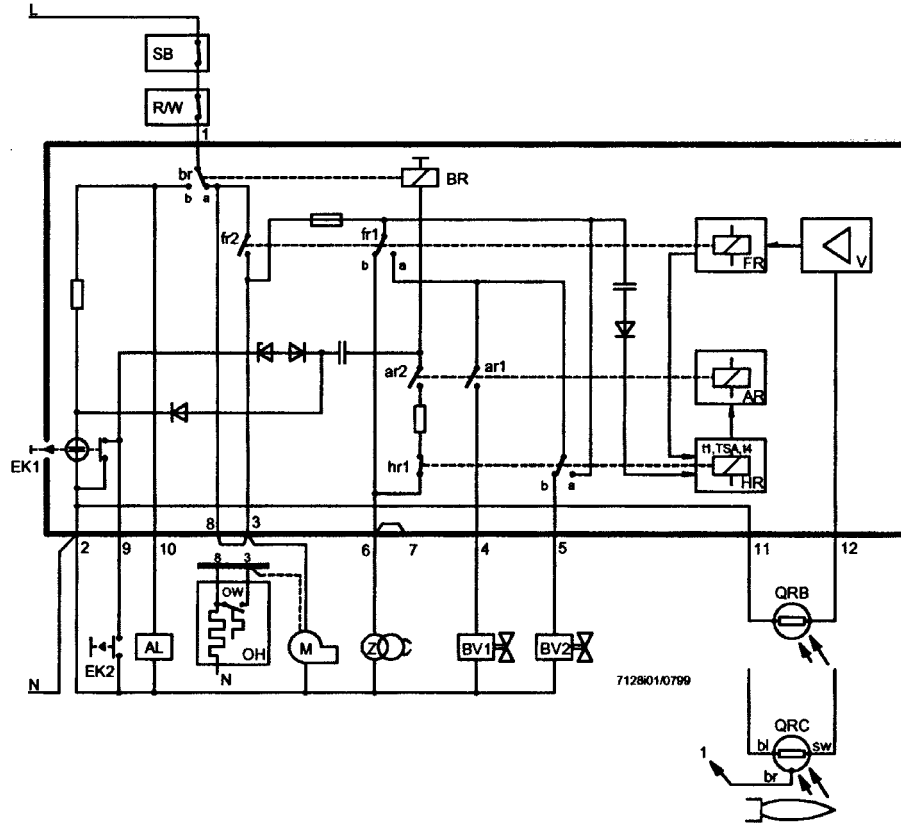 L
SB
R/W
1
br
BR
b a
fr2
fr1
b a
FR
V
ar2
ar1
AR
EK1
hr1
t1,TSA,t4
HR
b a
8 3
2 9 10 6 7 4 5 11 12
8 3
OW
QRB
EK2
AL
OH
M
Z
BV1
BV2
N
N
7128i01/0799
QRC
bl sw
1
br